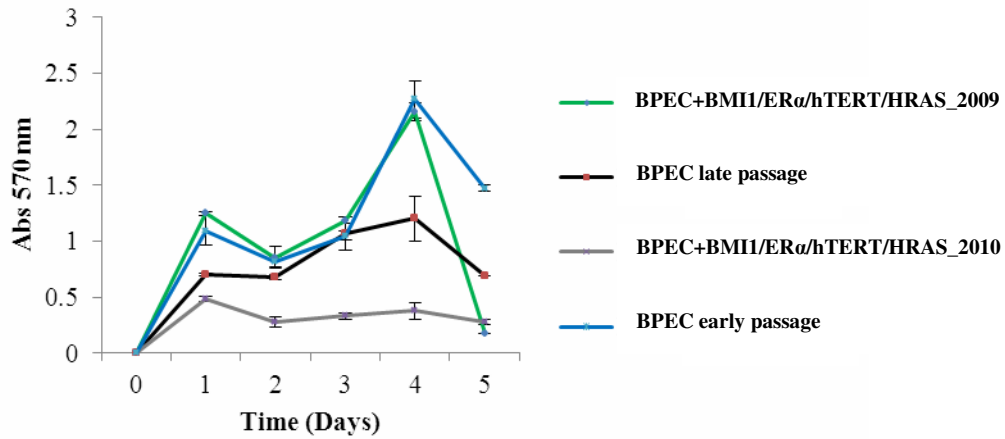 3
2.5
2
1.5
1
0.5
0
Abs 570 nm
0 1 2 3 4 5
Time (Days)
BPEC+BMI1/ERα/hTERT/HRAS_2009
BPEC late passage
BPEC+BMI1/ERα/hTERT/HRAS_2010
BPEC early passage